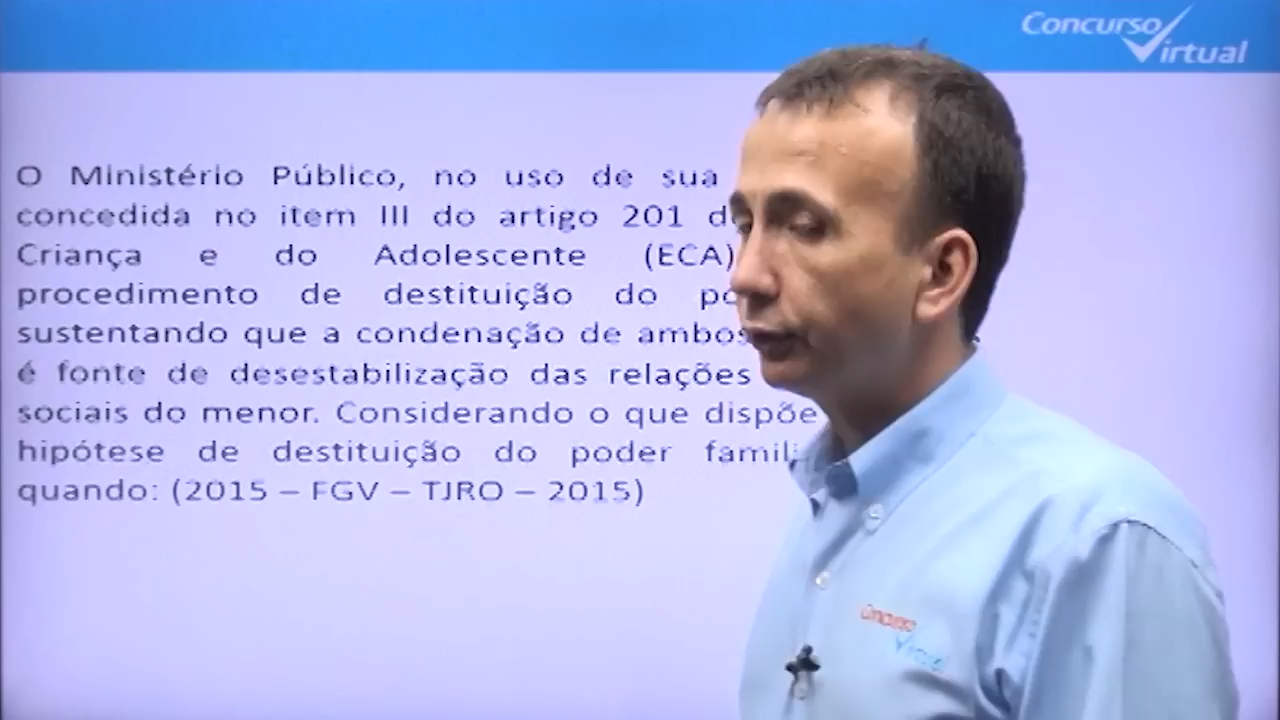 Concurso
Virtual
O Ministério Público, no uso de sua
concedida no item III do artigo 201
Criança e do Adolescente (ECA)
procedimento de destituição do
sustentando que a condenação de ambos
é fonte de desestabilização das relações
sociais do menor. Considerando o que dispõe
hipótese de destituição do poder
quando: (2015 – FGV – TJRO – 2015)
Concurso
Virtual